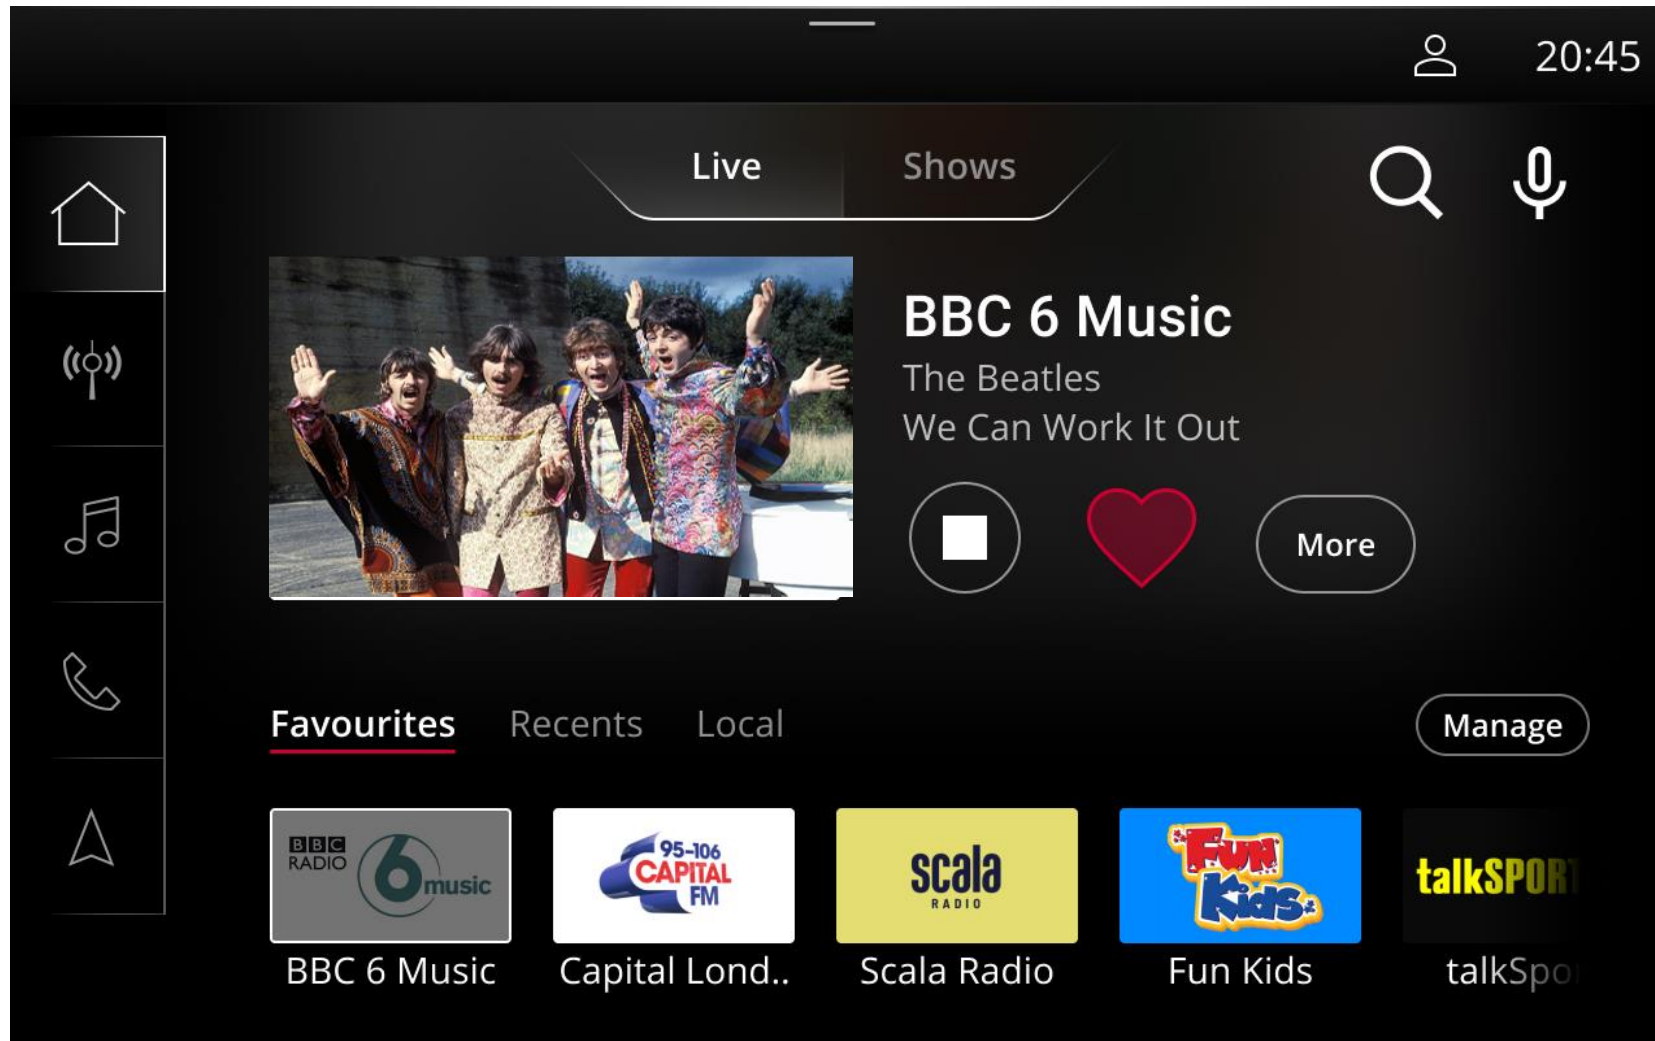 20:45
Live
Shows
BBC 6 Music
The Beatles
We Can Work It Out
More
Favourites
Recents
Local
Manage
BBC
RADIO
6
music
95-106
CAPITAL
FM
scala
RADIO
FUN
KiDS
talkSPORT
BBC 6 Music
Capital Lond..
Scala Radio
Fun Kids
talkSpo